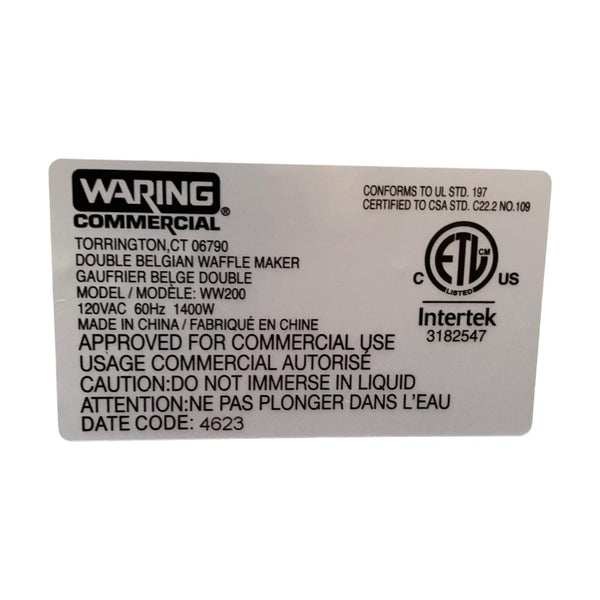 WARING
COMMERCIAL®
TORRINGTON,CT 06790
DOUBLE BELGIAN WAFFLE MAKER
GAUFRIER BELGE DOUBLE
MODEL / MODÈLE: WW200
120VAC 60Hz 1400W
MADE IN CHINA / FABRIQUÉ EN CHINE
APPROVED FOR COMMERCIAL USE
USAGE COMMERCIAL AUTORISÉ
CAUTION:DO NOT IMMERSE IN LIQUID
ATTENTION:NE PAS PLONGER DANS L'EAU
DATE CODE: 4623
CONFORMS TO UL STD. 197
CERTIFIED TO CSA STD. C22.2 NO.109
C ETL CM US
LISTED
Intertek
3182547